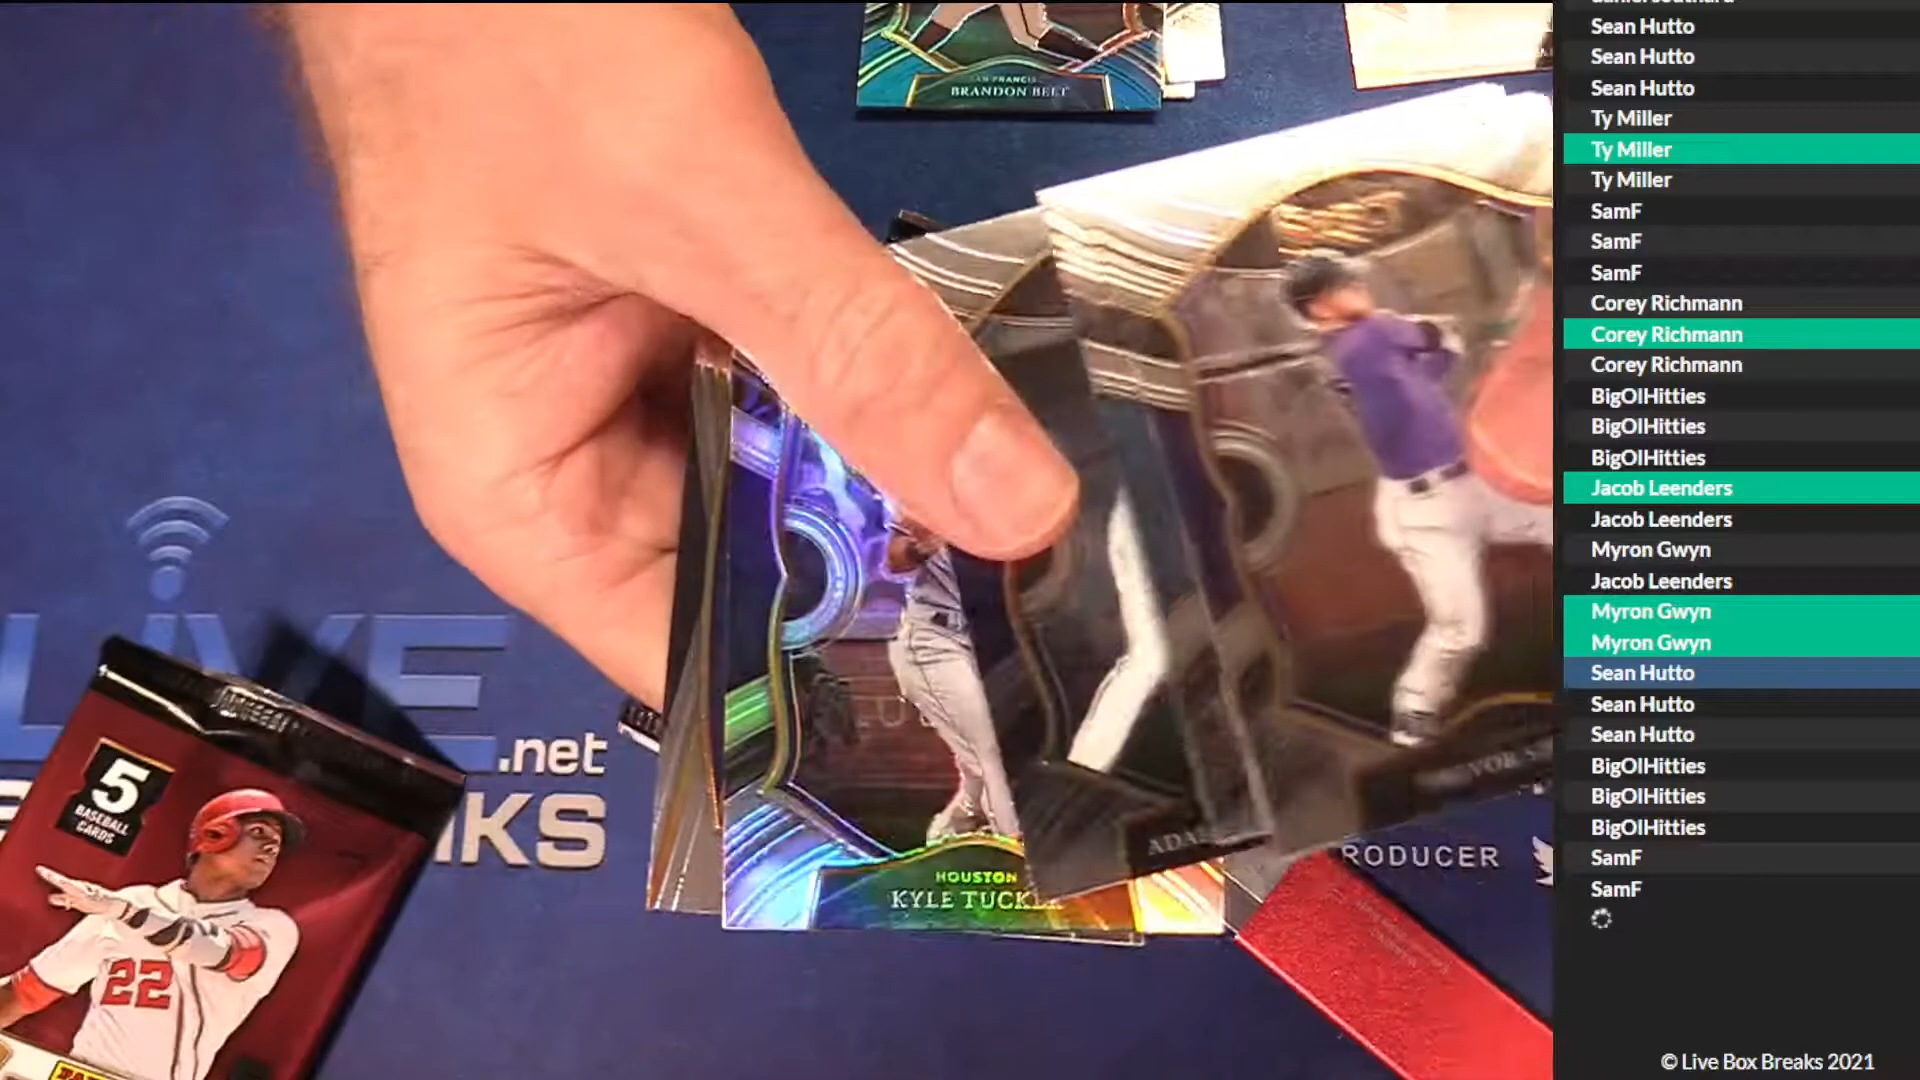 Sean Hutto
Sean Hutto
Sean Hutto
Ty Miller
Ty Miller
Ty Miller
SamF
SamF
SamF
Corey Richmann
Corey Richmann
Corey Richmann
BigOlHitties
BigOlHitties
BigOlHitties
Jacob Leenders
Jacob Leenders
Myron Gwyn
Jacob Leenders
Myron Gwyn
Myron Gwyn
Sean Hutto
Sean Hutto
Sean Hutto
BigOlHitties
BigOlHitties
BigOlHitties
SamF
SamF
© Live Box Breaks 2021
BRANDON BELT
HOUSTON
KYLE TUCK
LIVE
.net
5
BASEBALL
CARDS
22
RODUCER